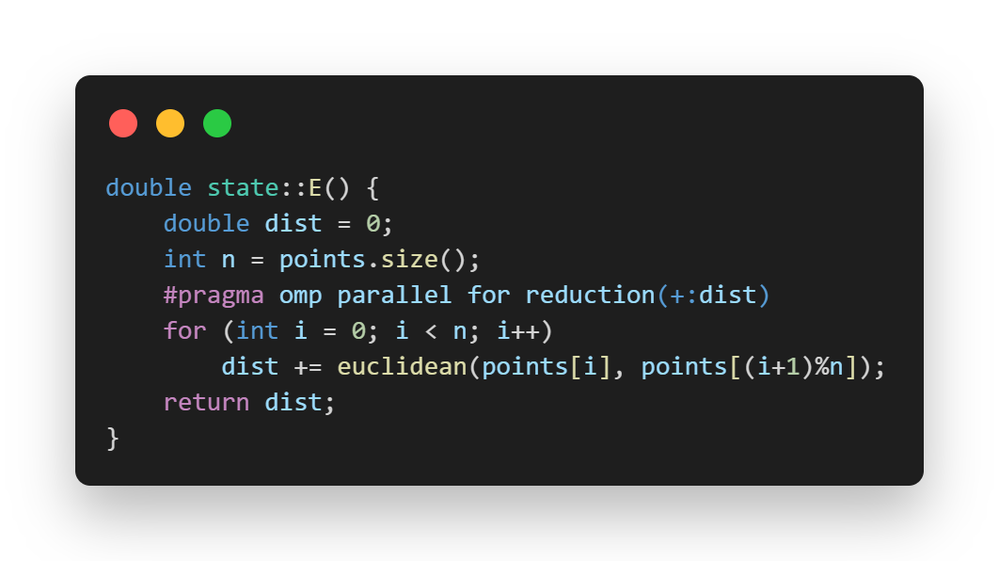 double state::E() {
    double dist = 0;
    int n = points.size();
    #pragma omp parallel for reduction(+:dist)
    for (int i = 0; i < n; i++)
        dist += euclidean(points[i], points[(i+1)%n]);
    return dist;
}